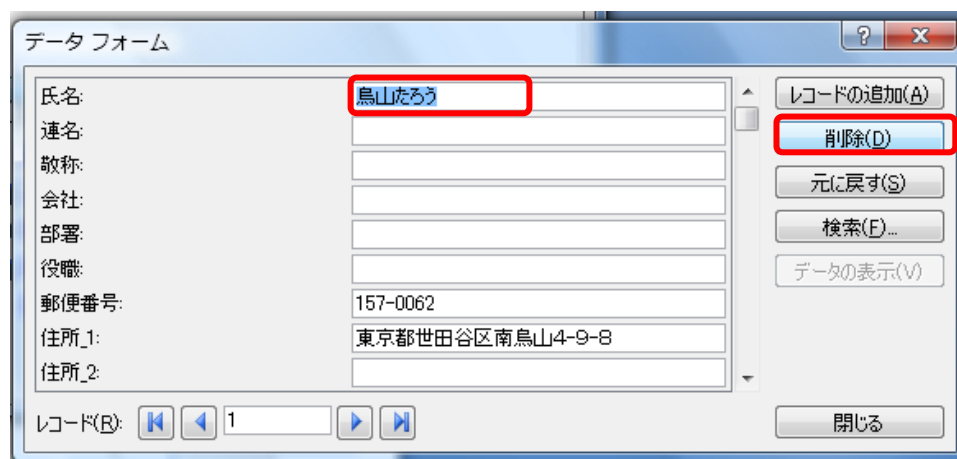 データ フォーム
氏名: 烏山たろう
連名:
敬称:
会社:
部署:
役職:
郵便番号: 157-0062
住所_1: 東京都世田谷区南烏山4-9-8
住所_2:
レコードの追加(A)
削除(D)
元に戻す(S)
検索(F)...
データの表示(V)
レコード(R): 1
閉じる